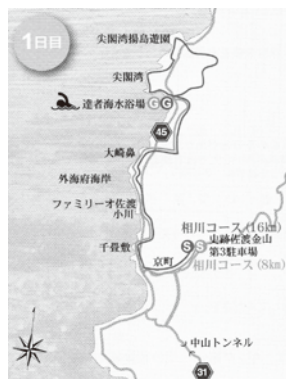 1日目
尖閣湾揚島遊園
尖閣湾
達者海水浴場 G G
45
大崎鼻
外海府海岸
ファミリーオ佐渡
小川
相川コース(16km)
S S 史跡佐渡金山
第3駐車場
千畳敷
京町
相川コース(8km)
中山トンネル
31